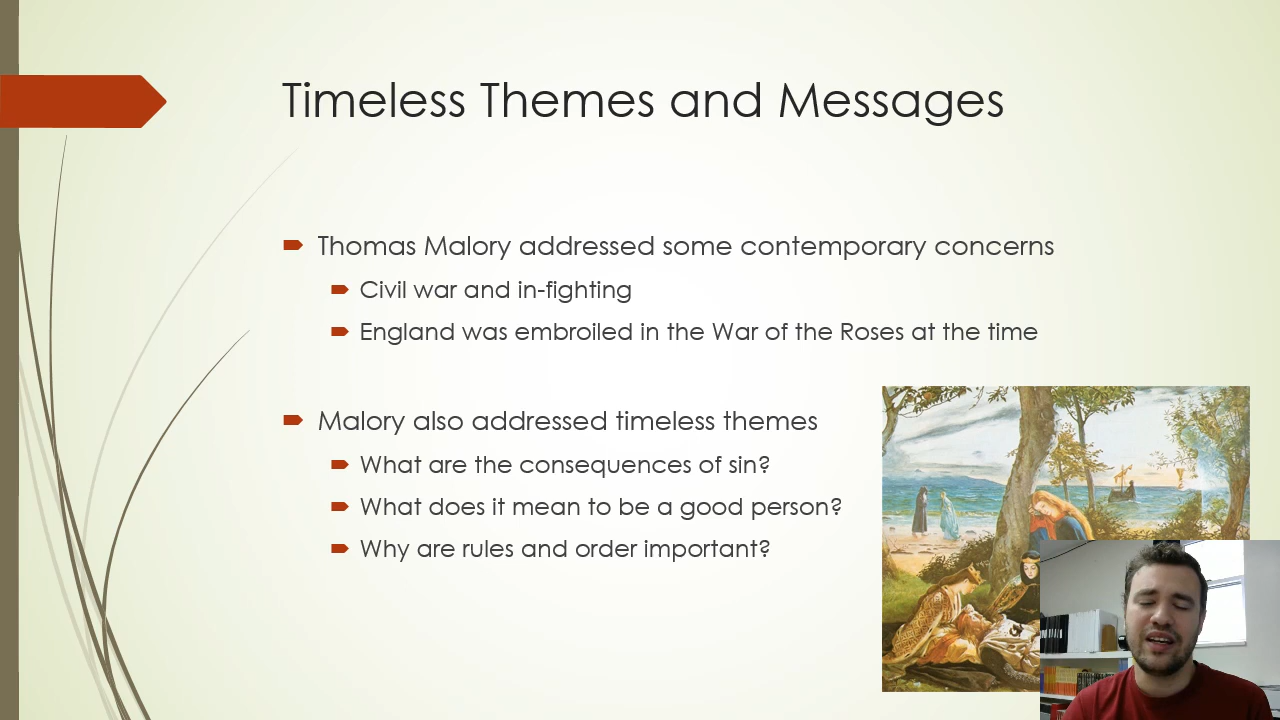 Timeless Themes and Messages
Thomas Malory addressed some contemporary concerns
Civil war and in-fighting
England was embroiled in the War of the Roses at the time
Malory also addressed timeless themes
What are the consequences of sin?
What does it mean to be a good person?
Why are rules and order important?